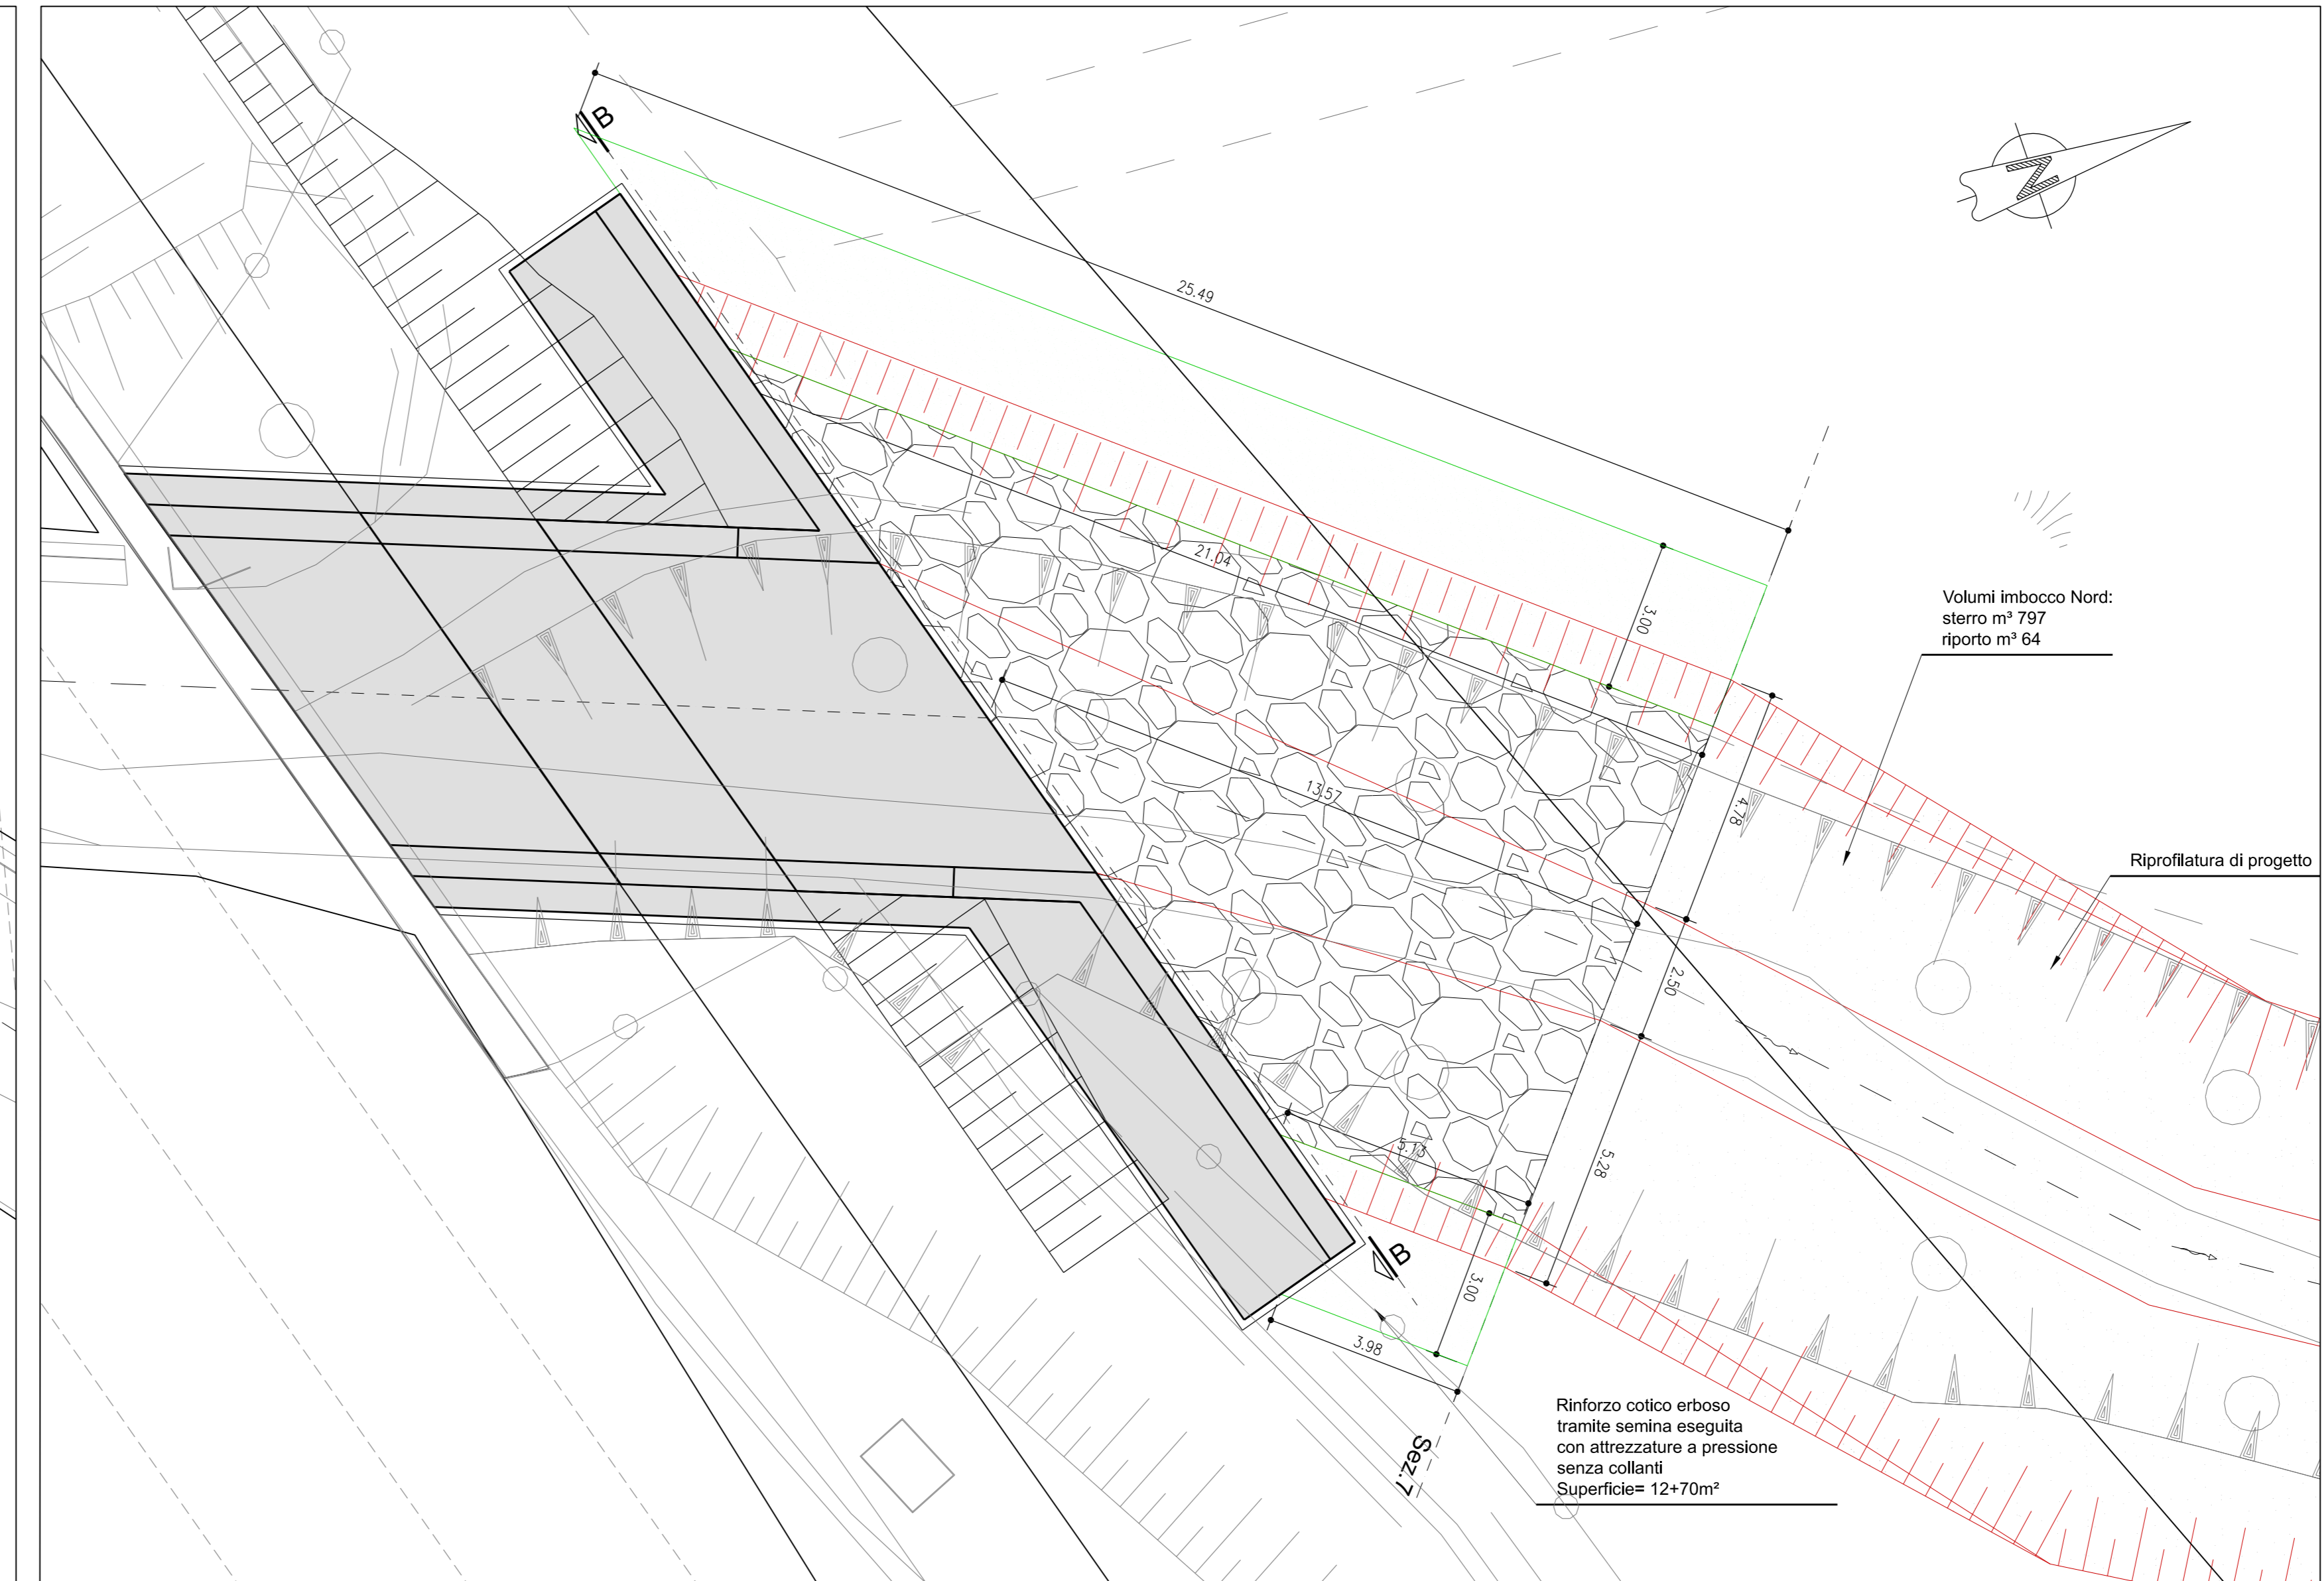 B
25.49
N
3.00
21.04
Volumi imbocco Nord:
sterro m³ 797
riporto m³ 64
4.78
13.57
Riprofilatura di progetto
2.50
5.13
5.28
B
3.00
3.98
Rinforzo cotico erboso
tramite semina eseguita
con attrezzature a pressione
senza collanti
Superficie= 12+70m²
Sez.7